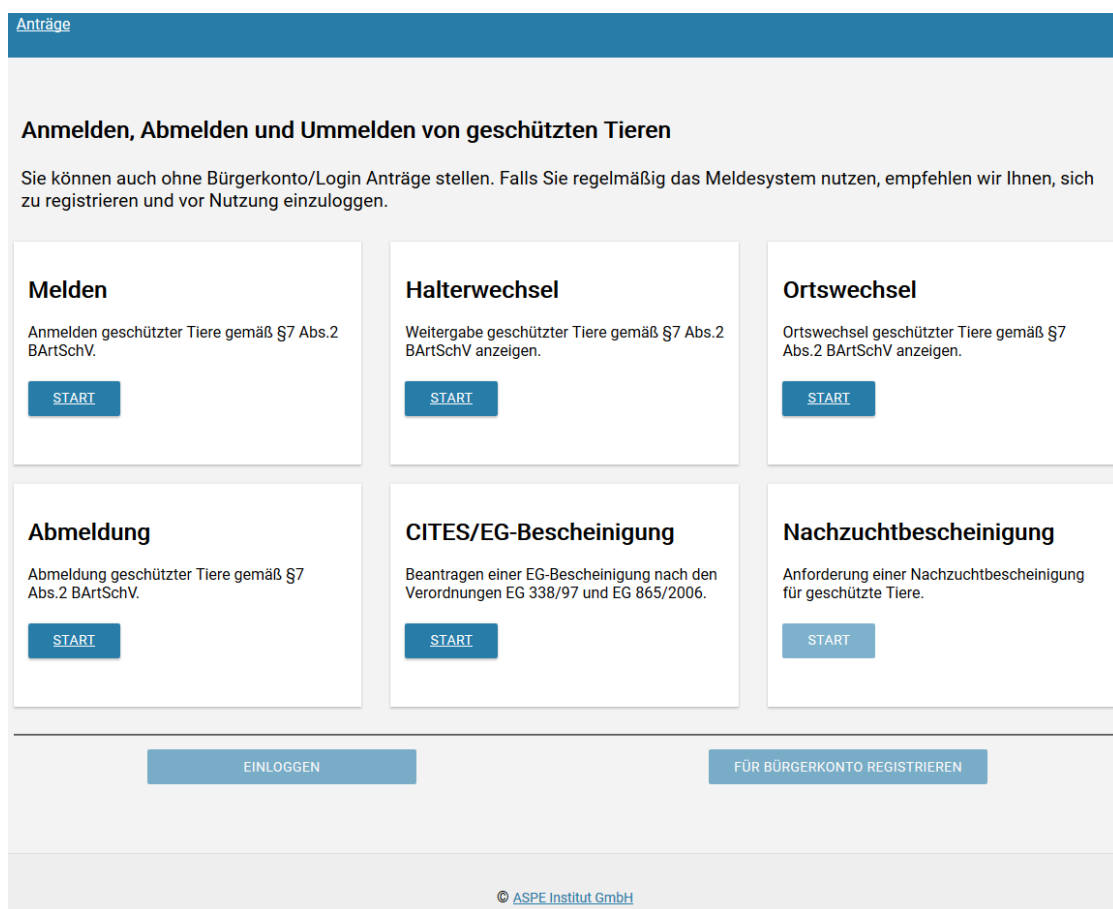 Anträge
Anmelden, Abmelden und Ummelden von geschützten Tieren
Sie können auch ohne Bürgerkonto/Login Anträge stellen. Falls Sie regelmäßig das Meldesystem nutzen, empfehlen wir Ihnen, sich
zu registrieren und vor Nutzung einzuloggen.
Melden
Anmelden geschützter Tiere gemäß §7 Abs.2
BArtSchV.
START
Halterwechsel
Weitergabe geschützter Tiere gemäß §7 Abs.2
BArtSchV anzeigen.
START
Ortswechsel
Ortswechsel geschützter Tiere gemäß §7
Abs.2 BArtSchV anzeigen.
START
Abmeldung
Abmeldung geschützter Tiere gemäß §7
Abs.2 BArtSchV.
START
CITES/EG-Bescheinigung
Beantragen einer EG-Bescheinigung nach den
Verordnungen EG 338/97 und EG 865/2006.
START
Nachzuchtbescheinigung
Anforderung einer Nachzuchtbescheinigung
für geschützte Tiere.
START
EINLOGGEN
FÜR BÜRGERKONTO REGISTRIEREN
© ASPE Institut GmbH